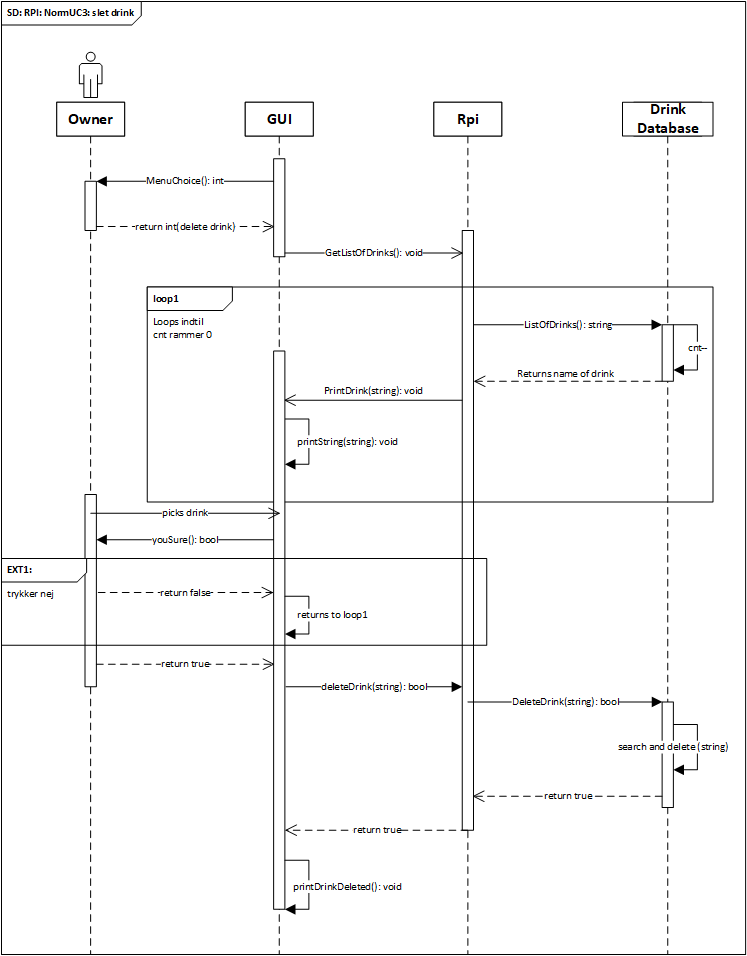 SD: RPI: NormUC3: slet drink
Owner
GUI
Rpi
Drink
Database
MenuChoice(): int
return int(delete drink)
GetListOfDrinks(): void
loop1
Loops indtil
cnt rammer 0
ListOfDrinks(): string
cnt--
Returns name of drink
PrintDrink(string): void
printString(string): void
picks drink
youSure(): bool
EXT1:
trykker nej
return false
returns to loop1
return true
deleteDrink(string): bool
DeleteDrink(string): bool
search and delete (string)
return true
return true
printDrinkDeleted(): void